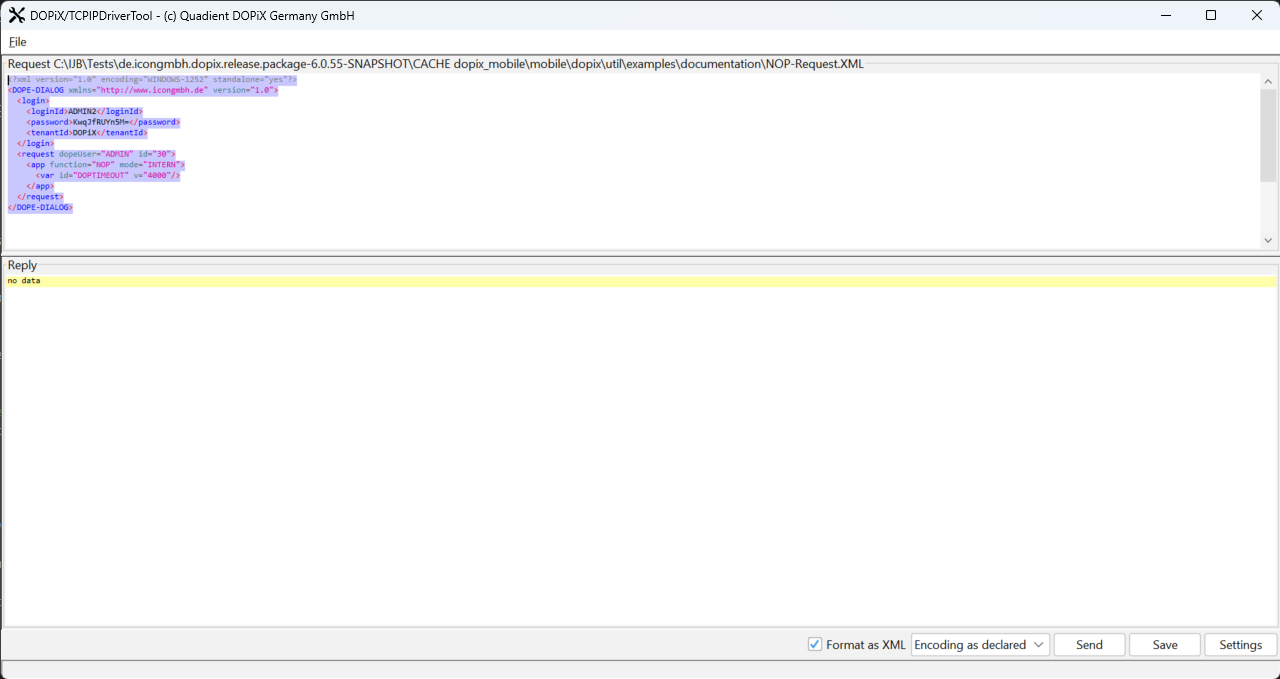 DOPiX/TCPIPDriverTool - (c) Quadient DOPiX Germany GmbH
File
Request C:\IJB\Tests\de.icongmbh.dopix.release.package-6.0.55-SNAPSHOT\CACHE dopix_mobile\mobile\dopix\util\examples\documentation\NOP-Request.XML
<?xml version="1.0" encoding="WINDOWS-1252" standalone="yes"?>
<DOPE-DIALOG xmlns="http://www.icongmbh.de" version="1.0">
  <login>
    <loginId>ADMIN2</loginId>
    <password>KwqJfRUYn5M=</password>
    <tenantId>DOPiX</tenantId>
  </login>
  <request dopeUser="ADMIN" id="30">
    <app function="NOP" mode="INTERN">
      <var id="DOPTIMEOUT" v="4000"/>
    </app>
  </request>
</DOPE-DIALOG>
Reply
no data
Format as XML Encoding as declared Send Save Settings